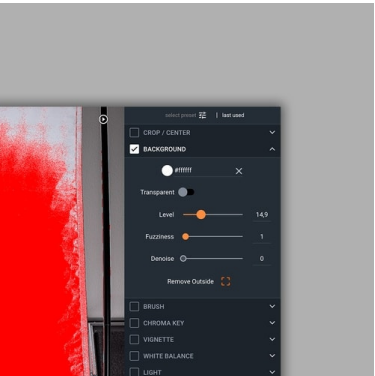 select preset | last used
CROP / CENTER
BACKGROUND
#ffffff
Transparent
Level 14,9
Fuzziness 1
Denoise 0
Remove Outside
BRUSH
CHROMA KEY
VIGNETTE
WHITE BALANCE
LIGHT